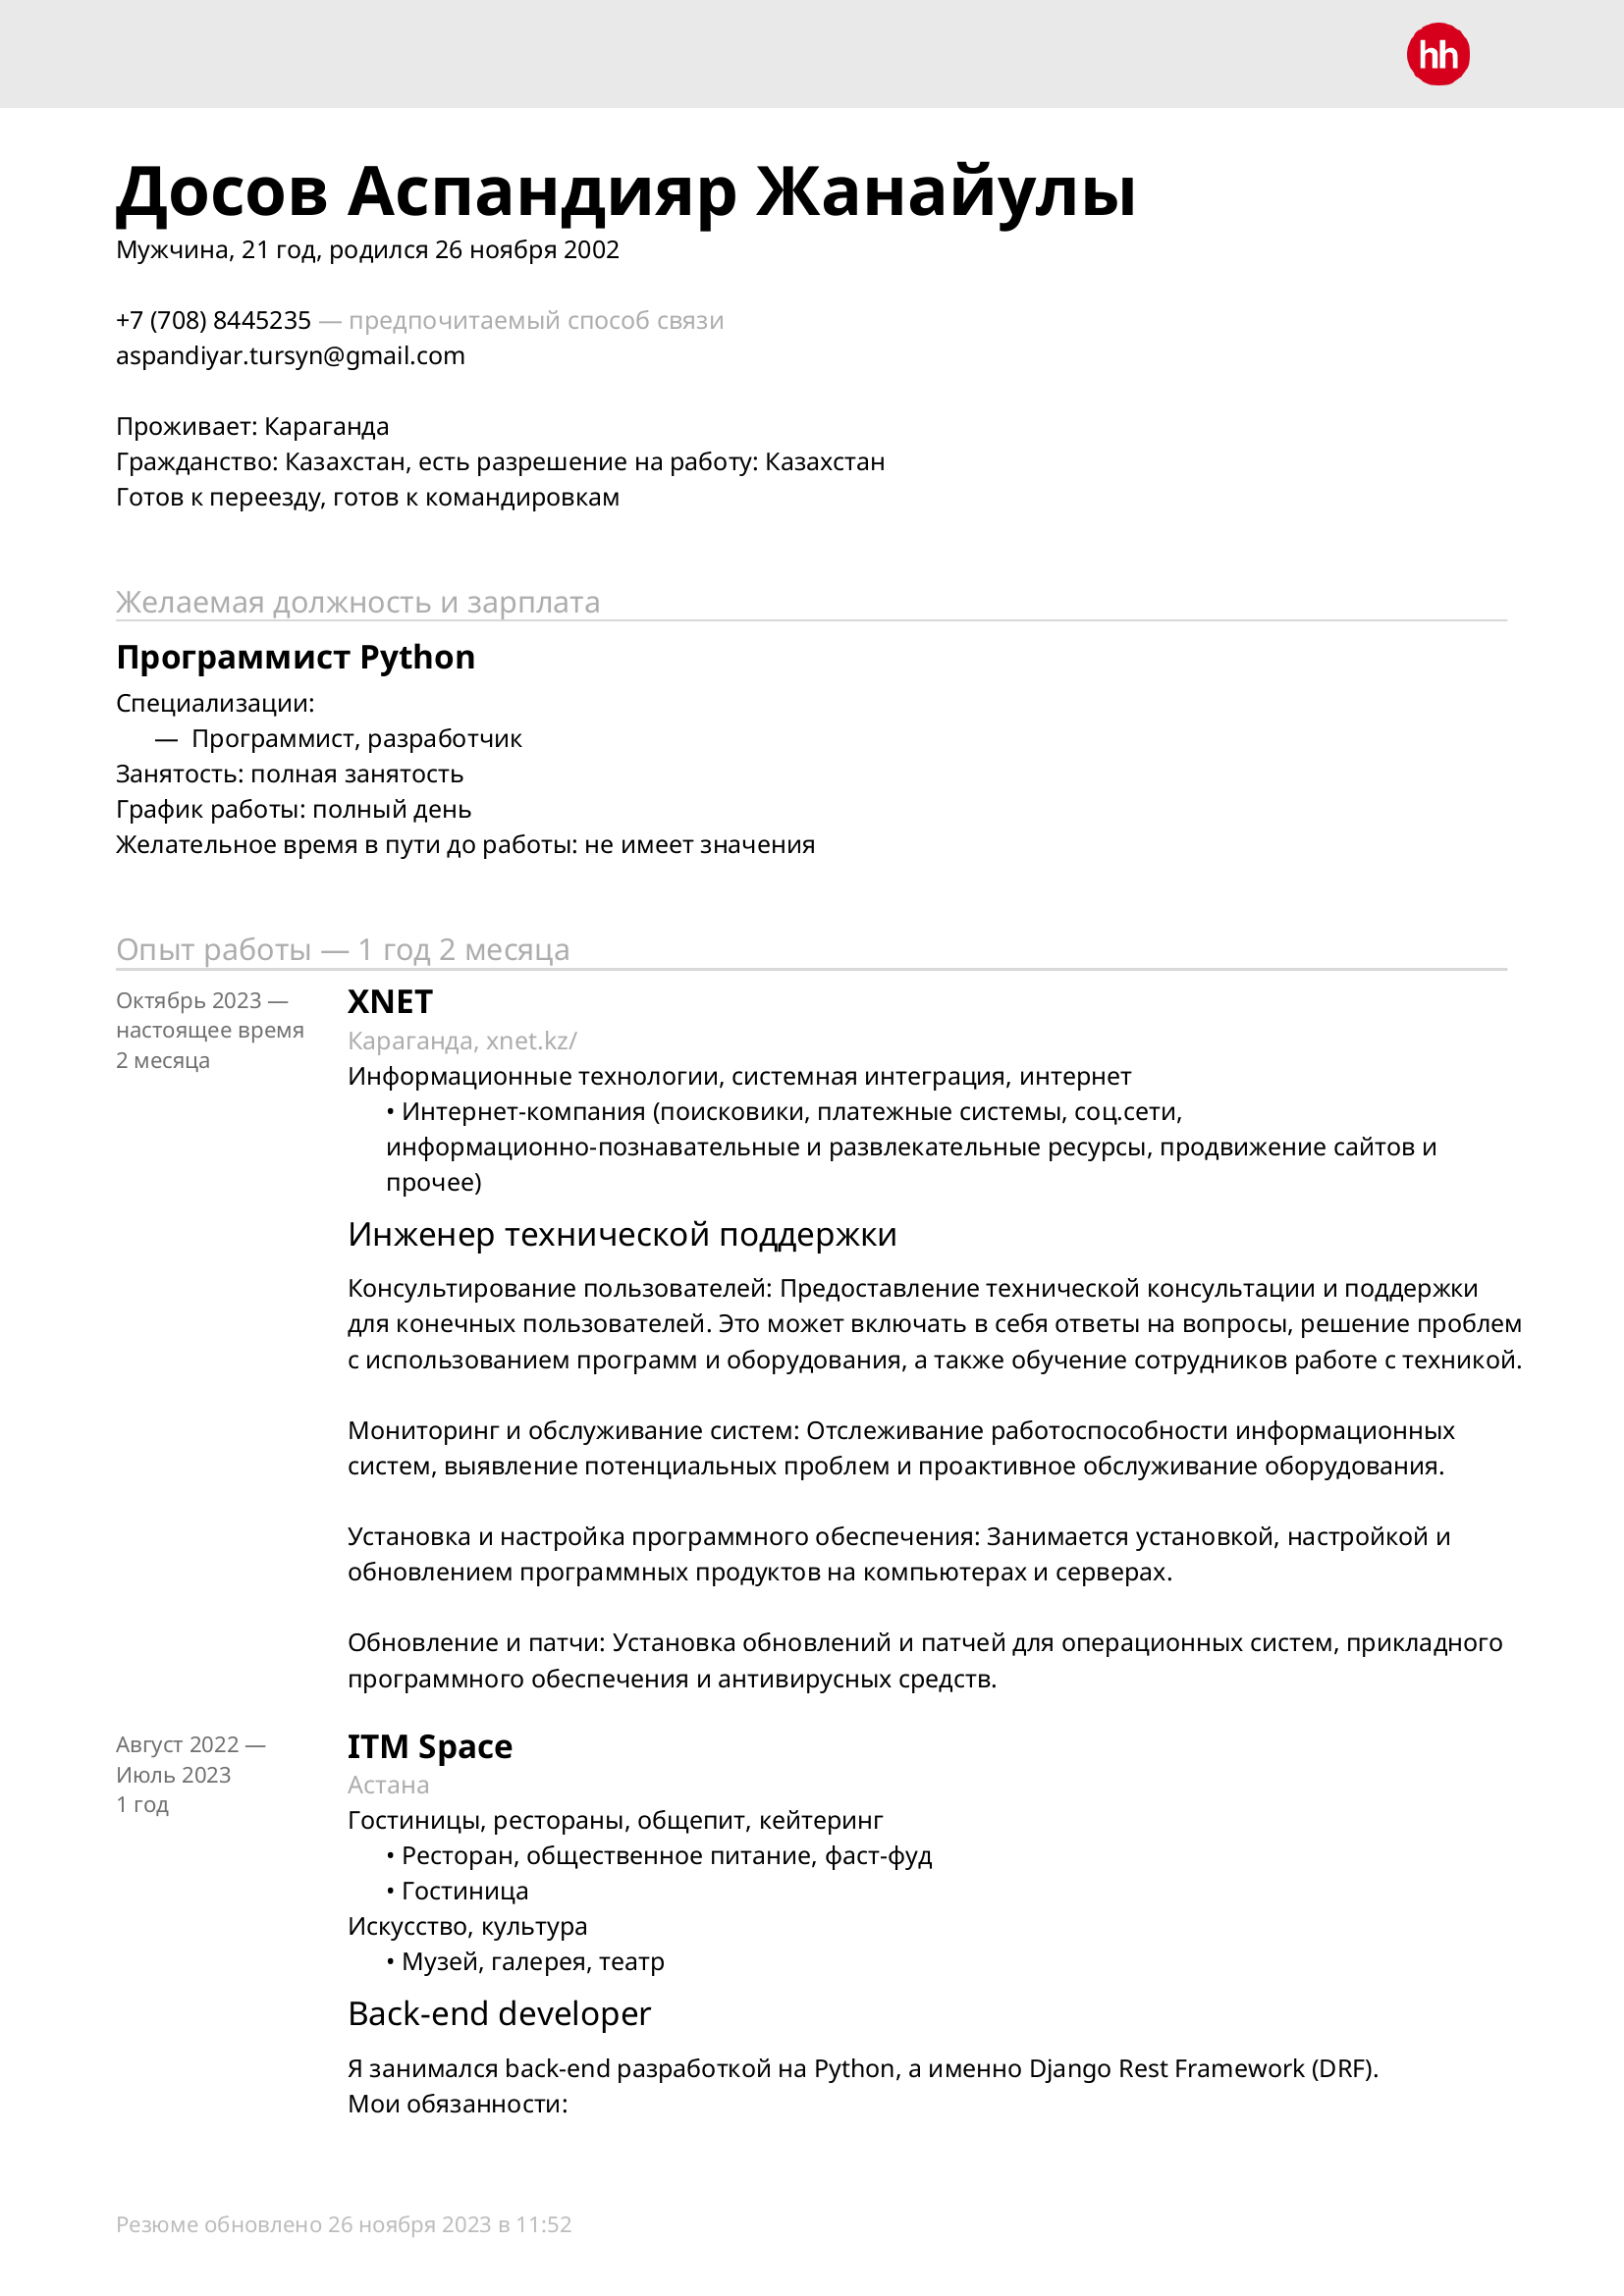 hh
Досов Аспандияр Жанайулы
Мужчина, 21 год, родился 26 ноября 2002
+7 (708) 8445235 — предпочитаемый способ связи
aspandiyar.tursyn@gmail.com
Проживает: Караганда
Гражданство: Казахстан, есть разрешение на работу: Казахстан
Готов к переезду, готов к командировкам
Желаемая должность и зарплата
Программист Python
Специализации:
— Программист, разработчик
Занятость: полная занятость
График работы: полный день
Желательное время в пути до работы: не имеет значения
Опыт работы — 1 год 2 месяца
Октябрь 2023 —
настоящее время
2 месяца
XNET
Караганда, xnet.kz/
Информационные технологии, системная интеграция, интернет
• Интернет-компания (поисковики, платежные системы, соц.сети,
информационно-познавательные и развлекательные ресурсы, продвижение сайтов и
прочее)
Инженер технической поддержки
Консультирование пользователей: Предоставление технической консультации и поддержки
для конечных пользователей. Это может включать в себя ответы на вопросы, решение проблем
с использованием программ и оборудования, а также обучение сотрудников работе с техникой.
Мониторинг и обслуживание систем: Отслеживание работоспособности информационных
систем, выявление потенциальных проблем и проактивное обслуживание оборудования.
Установка и настройка программного обеспечения: Занимается установкой, настройкой и
обновлением программных продуктов на компьютерах и серверах.
Обновление и патчи: Установка обновлений и патчей для операционных систем, прикладного
программного обеспечения и антивирусных средств.
Август 2022 —
Июль 2023
1 год
ITM Space
Астана
Гостиницы, рестораны, общепит, кейтеринг
• Ресторан, общественное питание, фаст-фуд
• Гостиница
Искусство, культура
• Музей, галерея, театр
Back-end developer
Я занимался back-end разработкой на Python, а именно Django Rest Framework (DRF).
Мои обязанности:
Резюме обновлено 26 ноября 2023 в 11:52